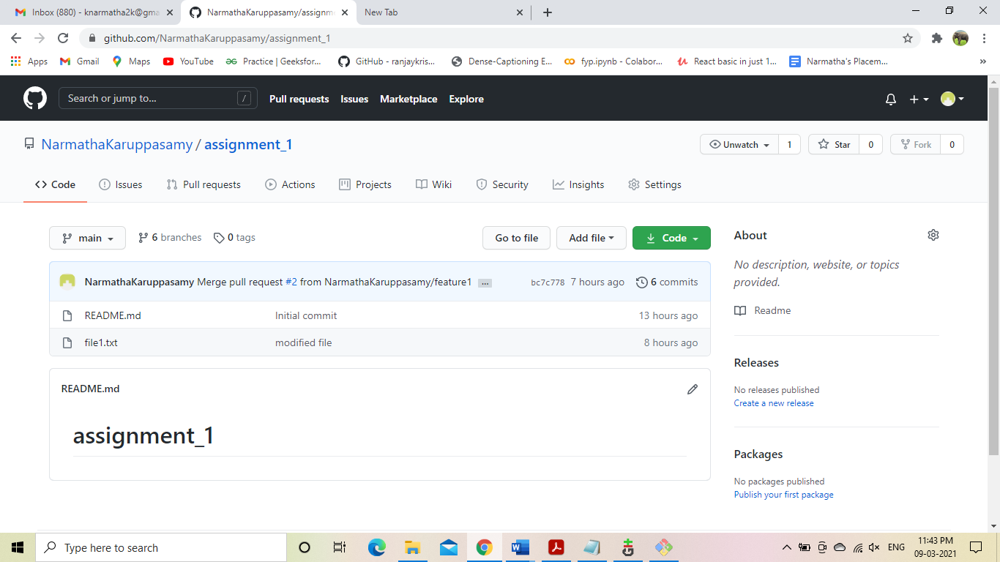 Inbox (880) - knarmatha2k@gma
NarmathaKaruppasamy/assignm
New Tab
github.com/NarmathaKaruppasamy/assignment_1
Apps Gmail Maps YouTube Practice | Geeksfor... GitHub - ranjaykris... Dense-Captioning E... fyp.ipynb - Colabor... React basic in just 1... Narmatha's Placem... »
Search or jump to... / Pull requests Issues Marketplace Explore
NarmathaKaruppasamy / assignment_1 Unwatch 1 Star 0 Fork 0
Code Issues Pull requests Actions Projects Wiki Security Insights Settings
main 6 branches 0 tags Go to file Add file Code
NarmathaKaruppasamy Merge pull request #2 from NarmathaKaruppasamy/feature1 ... bc7c778 7 hours ago 6 commits
README.md Initial commit 13 hours ago
file1.txt modified file 8 hours ago
README.md
assignment_1
About
No description, website, or topics
provided.
Readme
Releases
No releases published
Create a new release
Packages
No packages published
Publish your first package
Type here to search
ENG
11:43 PM
09-03-2021